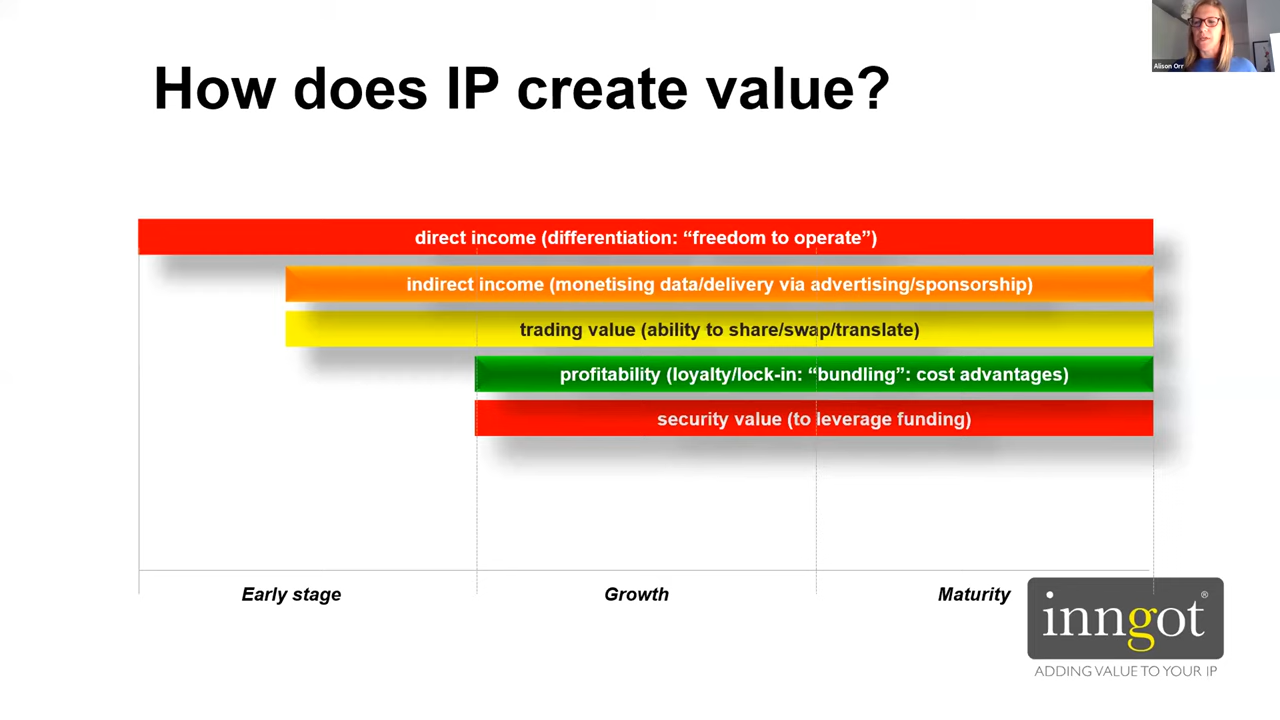 Alison Orr
How does IP create value?
direct income (differentiation: “freedom to operate”)
indirect income (monetising data/delivery via advertising/sponsorship)
trading value (ability to share/swap/translate)
profitability (loyalty/lock-in: “bundling”: cost advantages)
security value (to leverage funding)
Early stage
Growth
Maturity
inngot®
ADDING VALUE TO YOUR IP